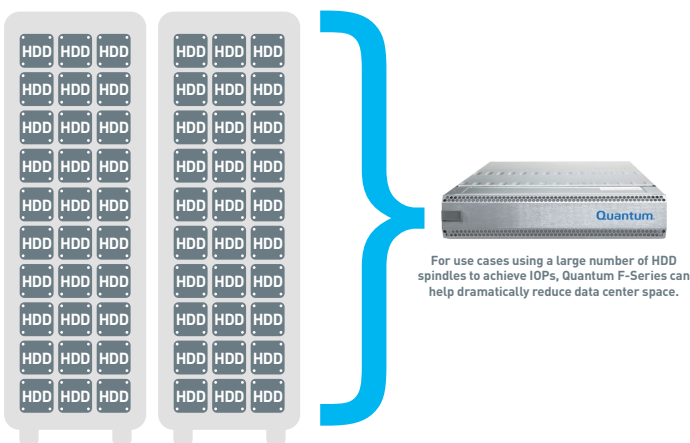 HDD HDD HDD HDD HDD HDD
HDD HDD HDD HDD HDD HDD
HDD HDD HDD HDD HDD HDD
HDD HDD HDD HDD HDD HDD
HDD HDD HDD HDD HDD HDD
HDD HDD HDD HDD HDD HDD
HDD HDD HDD HDD HDD HDD
HDD HDD HDD HDD HDD HDD
HDD HDD HDD HDD HDD HDD
HDD HDD HDD HDD HDD HDD
Quantum
For use cases using a large number of HDD
spindles to achieve IOPs, Quantum F-Series can
help dramatically reduce data center space.